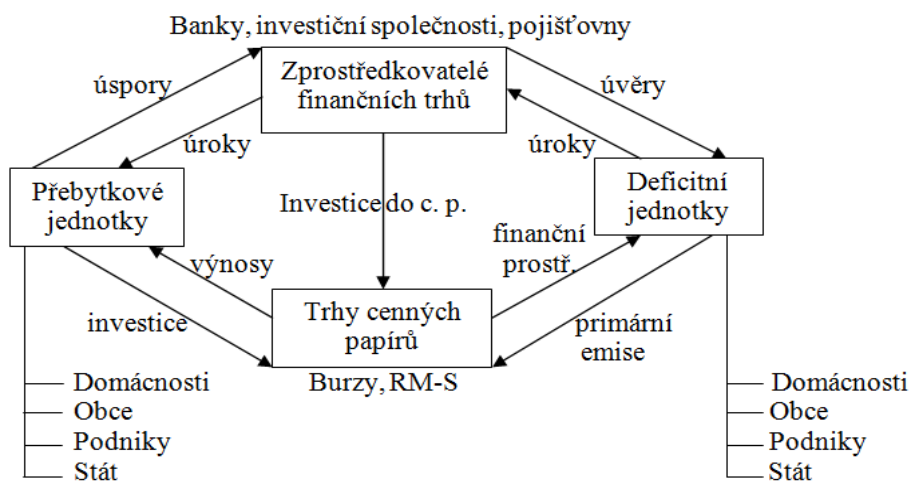 Banky, investiční společnosti, pojišťovny
Zprostředkovatelé
finančních trhů
úspory
úvěry
úroky
úroky
Přebytkové
jednotky
Deficitní
jednotky
Investice do c. p.
finanční
prostř.
výnosy
Trhy cenných
papírů
investice
primární
emise
Burzy, RM-S
Domácnosti
Obce
Podniky
Stát
Domácnosti
Obce
Podniky
Stát